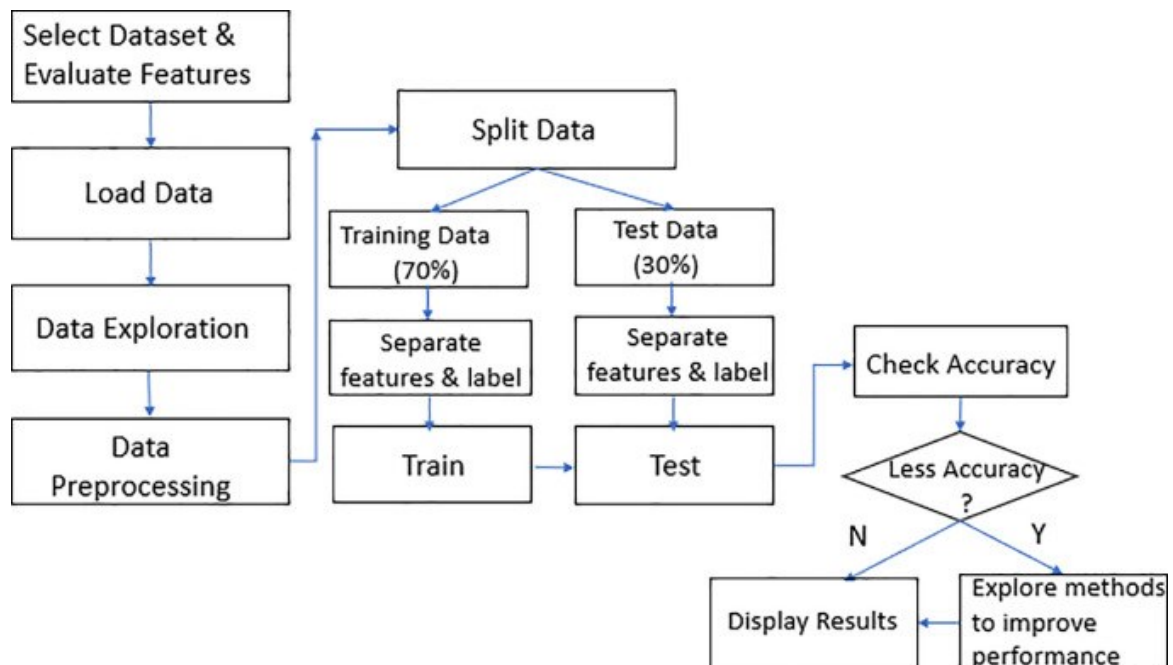 Select Dataset &
Evaluate Features
Load Data
Data Exploration
Data
Preprocessing
Split Data
Training Data
(70%)
Test Data
(30%)
Separate
features & label
Separate
features & label
Train
Test
Check Accuracy
Less Accuracy
?
N
Y
Display Results
Explore methods
to improve
performance